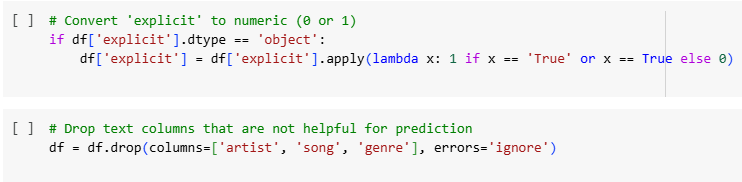 [ ] # Convert 'explicit' to numeric (0 or 1)
if df['explicit'].dtype == 'object':
df['explicit'] = df['explicit'].apply(lambda x: 1 if x == 'True' or x == True else 0)
[ ] # Drop text columns that are not helpful for prediction
df = df.drop(columns=['artist', 'song', 'genre'], errors='ignore')